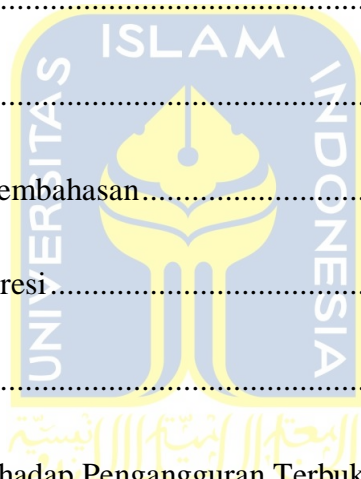 ................................................
ISLAM
UNIVERSITAS
INDONESIA
................................................
embahasan................................
resi............................................
................................................
hadap Pengangguran Terbuk